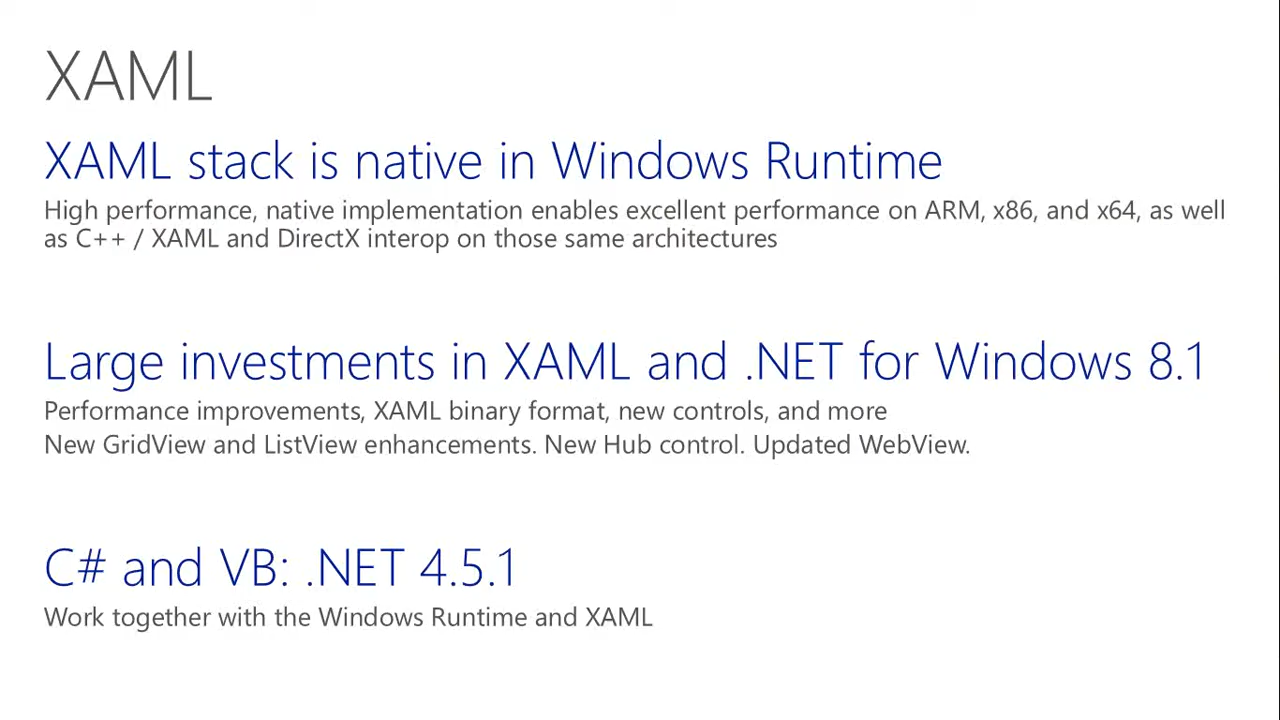 XAML
XAML stack is native in Windows Runtime
High performance, native implementation enables excellent performance on ARM, x86, and x64, as well
as C++ / XAML and DirectX interop on those same architectures
Large investments in XAML and .NET for Windows 8.1
Performance improvements, XAML binary format, new controls, and more
New GridView and ListView enhancements. New Hub control. Updated WebView.
C# and VB: .NET 4.5.1
Work together with the Windows Runtime and XAML